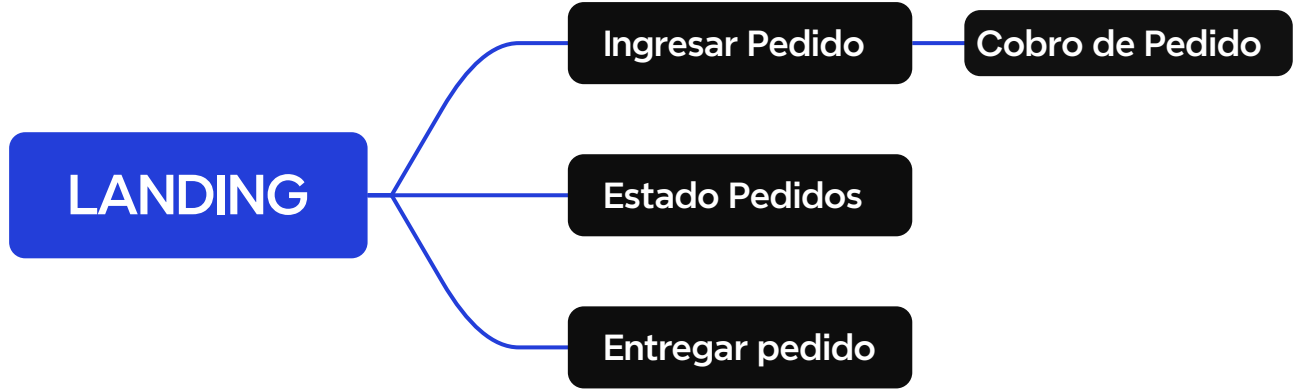 LANDING
Ingresar Pedido
Cobro de Pedido
Estado Pedidos
Entregar pedido